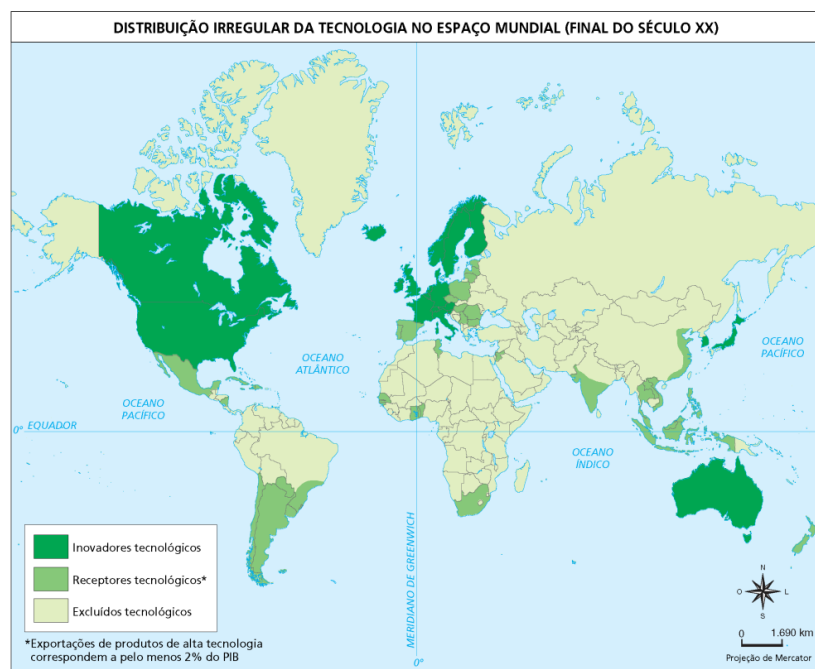 DISTRIBUIÇÃO IRREGULAR DA TECNOLOGIA NO ESPAÇO MUNDIAL (FINAL DO SÉCULO XX)
OCEANO
ATLÂNTICO
OCEANO
PACÍFICO
OCEANO
PACÍFICO
0º EQUADOR
OCEANO
ÍNDICO
MERIDIANO DE GREENWICH
0º
Inovadores tecnológicos
Receptores tecnológicos*
Excluídos tecnológicos
*Exportações de produtos de alta tecnologia
correspondem a pelo menos 2% do PIB
N
O L
S
0 1.690 km
Projeção de Mercator